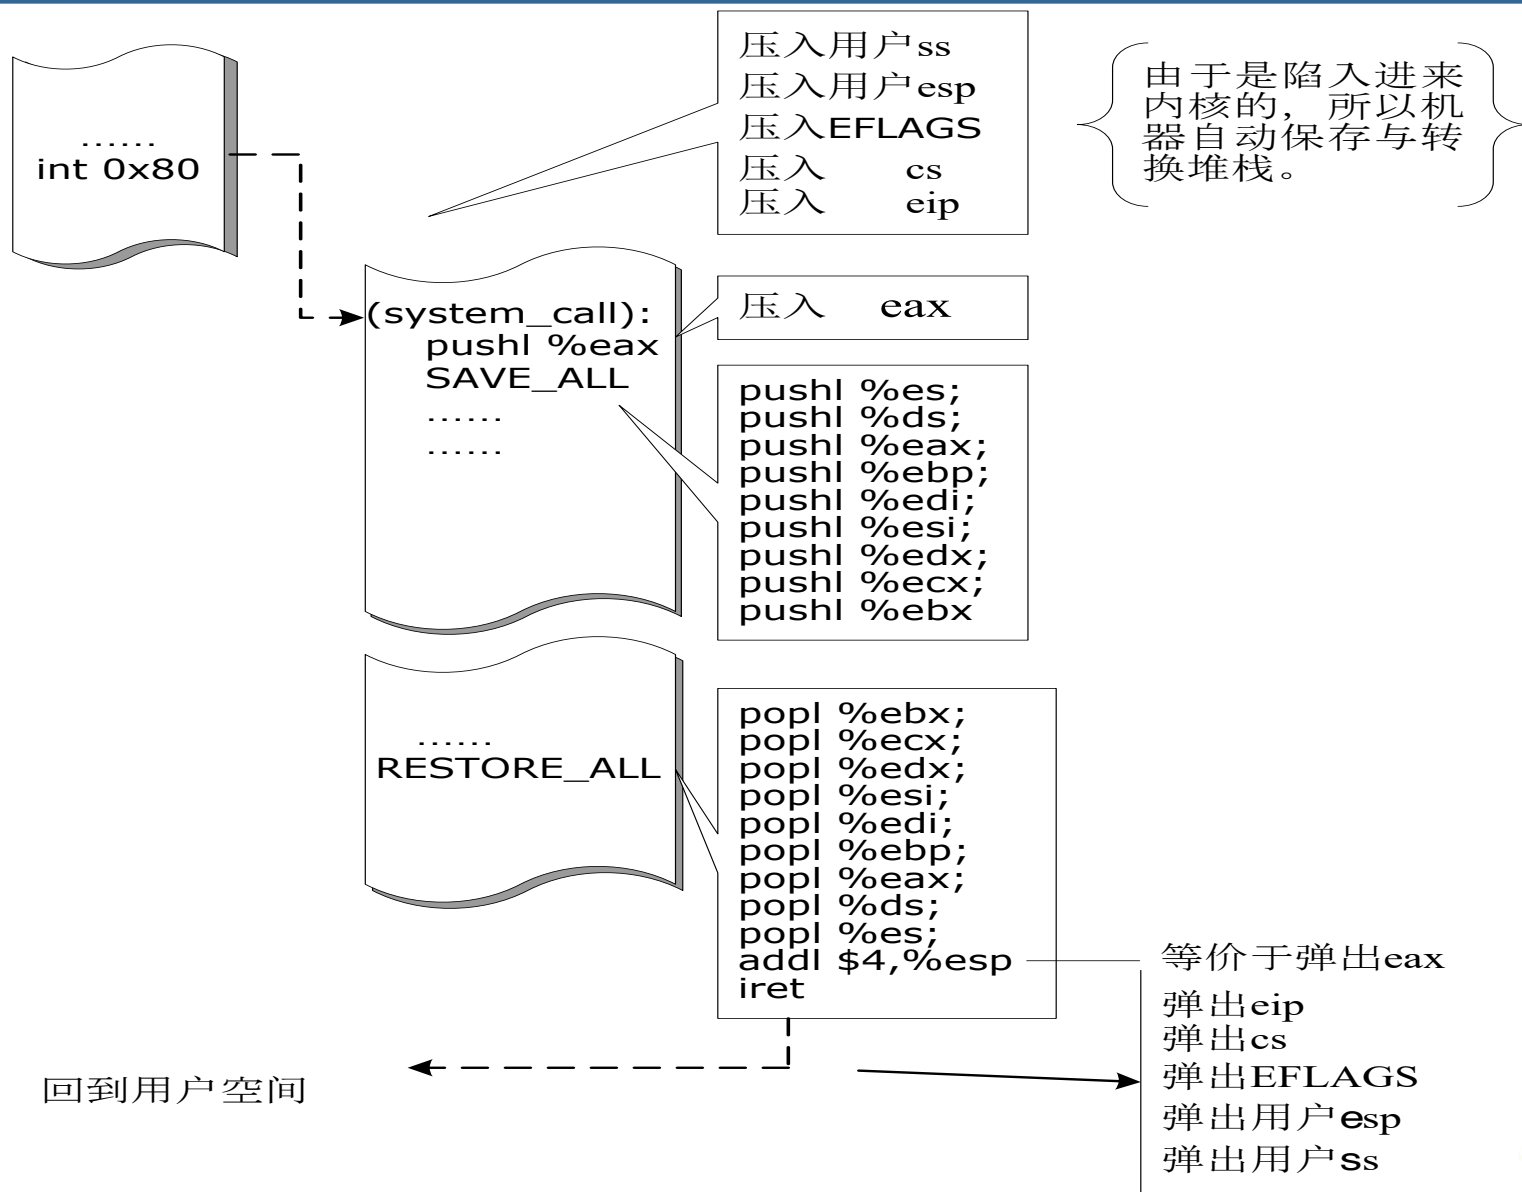 ......
int 0x80
压入用户ss
压入用户esp
压入EFLAGS
压入 cs
压入 eip
由于是陷入进来
内核的，所以机
器自动保存与转
换堆栈。
(system_call):
pushl %eax
SAVE_ALL
......
......
压入 eax
pushl %es;
pushl %ds;
pushl %eax;
pushl %ebp;
pushl %edi;
pushl %esi;
pushl %edx;
pushl %ecx;
pushl %ebx
......
RESTORE_ALL
popl %ebx;
popl %ecx;
popl %edx;
popl %esi;
popl %edi;
popl %ebp;
popl %eax;
popl %ds;
popl %es;
addl $4,%esp
iret
等价于弹出eax
弹出eip
弹出cs
弹出EFLAGS
弹出用户esp
弹出用户ss
回到用户空间